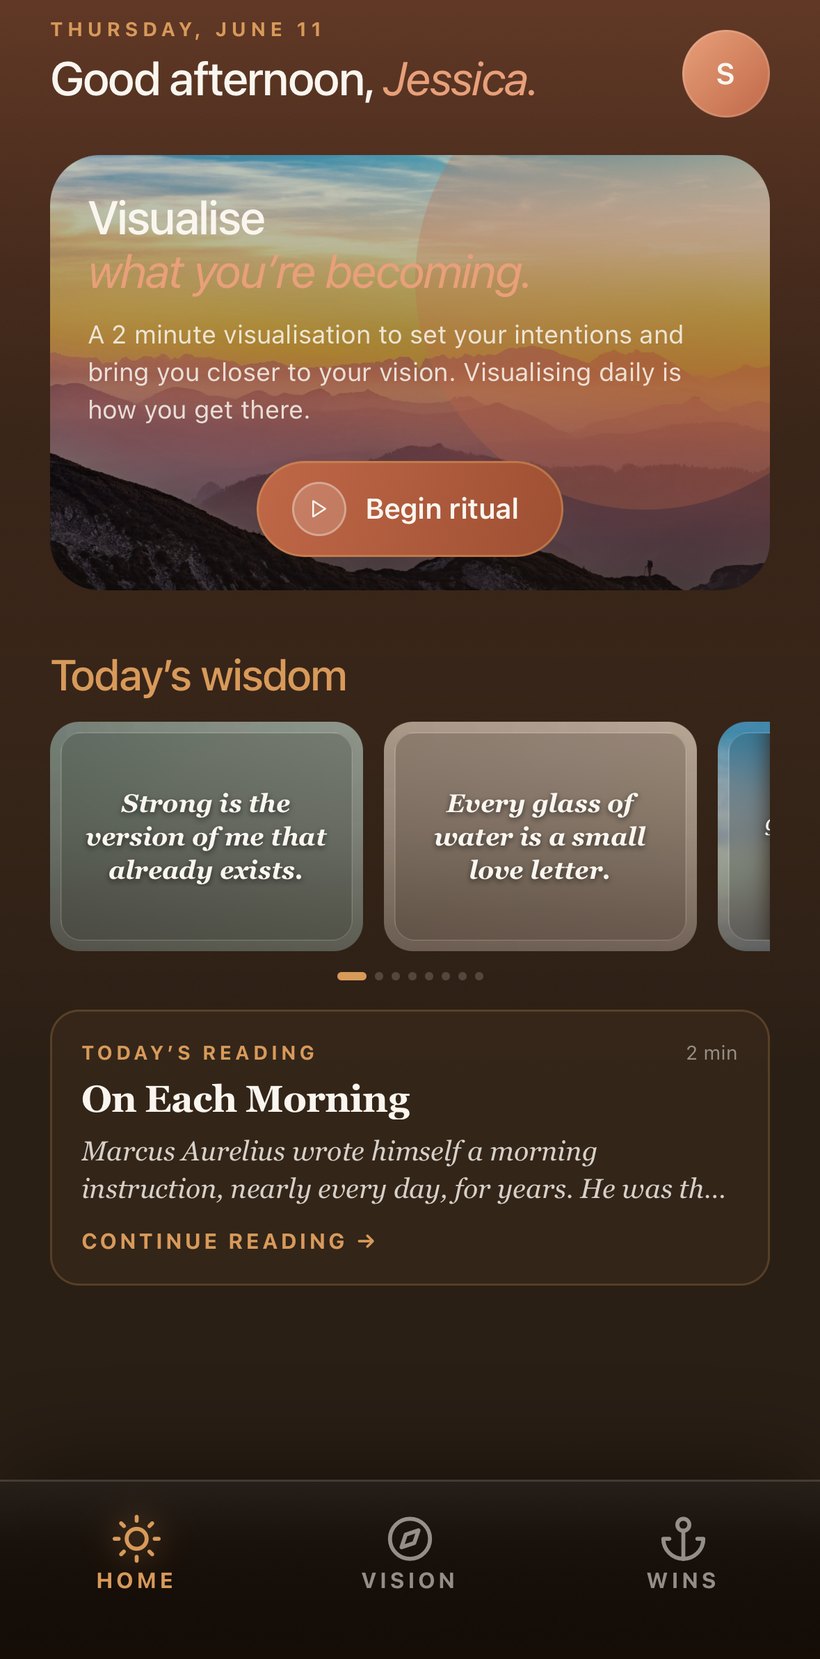 THURSDAY, JUNE 11
Good afternoon, Jessica.
S
Visualise
what you’re becoming.
A 2 minute visualisation to set your intentions and
bring you closer to your vision. Visualising daily is
how you get there.
Begin ritual
Today’s wisdom
Strong is the
version of me that
already exists.
Every glass of
water is a small
love letter.
TODAY’S READING
2 min
On Each Morning
Marcus Aurelius wrote himself a morning
instruction, nearly every day, for years. He was th...
CONTINUE READING →
HOME
VISION
WINS